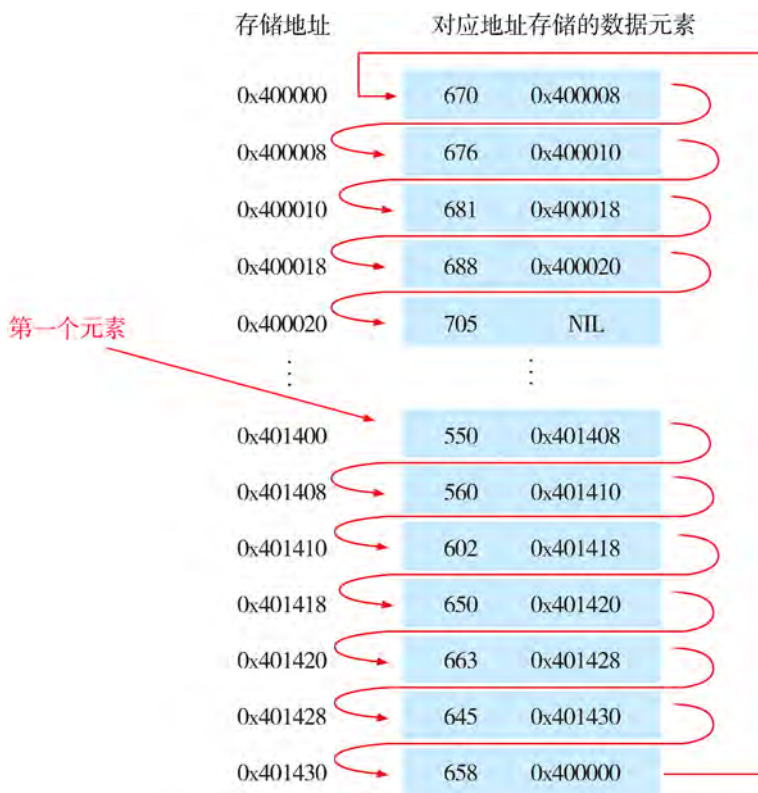 存储地址 对应地址存储的数据元素
0x400000 670 0x400008
0x400008 676 0x400010
0x400010 681 0x400018
0x400018 688 0x400020
第一个元素
0x400020 705 NIL
⋮ ⋮
0x401400 550 0x401408
0x401408 560 0x401410
0x401410 602 0x401418
0x401418 650 0x401420
0x401420 663 0x401428
0x401428 645 0x401430
0x401430 658 0x400000